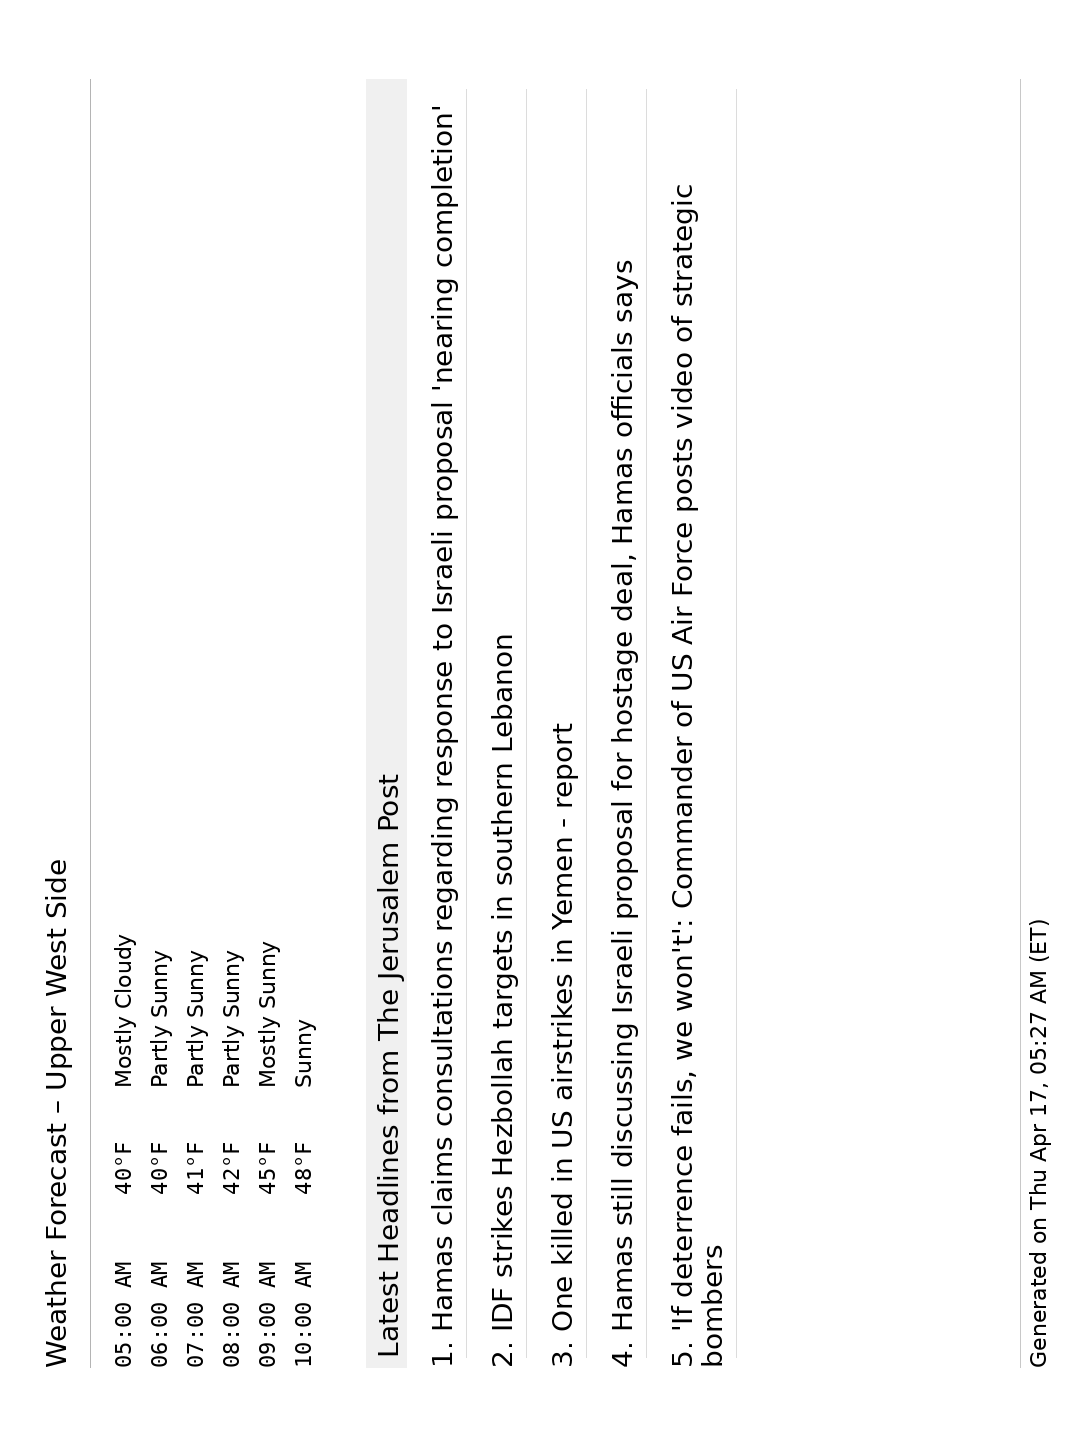 Weather Forecast – Upper West Side
05:00 AM 40°F Mostly Cloudy
06:00 AM 40°F Partly Sunny
07:00 AM 41°F Partly Sunny
08:00 AM 42°F Partly Sunny
09:00 AM 45°F Mostly Sunny
10:00 AM 48°F Sunny
Latest Headlines from The Jerusalem Post
1. Hamas claims consultations regarding response to Israeli proposal 'nearing completion'
2. IDF strikes Hezbollah targets in southern Lebanon
3. One killed in US airstrikes in Yemen - report
4. Hamas still discussing Israeli proposal for hostage deal, Hamas officials says
5. 'If deterrence fails, we won't': Commander of US Air Force posts video of strategic
bombers
Generated on Thu Apr 17, 05:27 AM (ET)